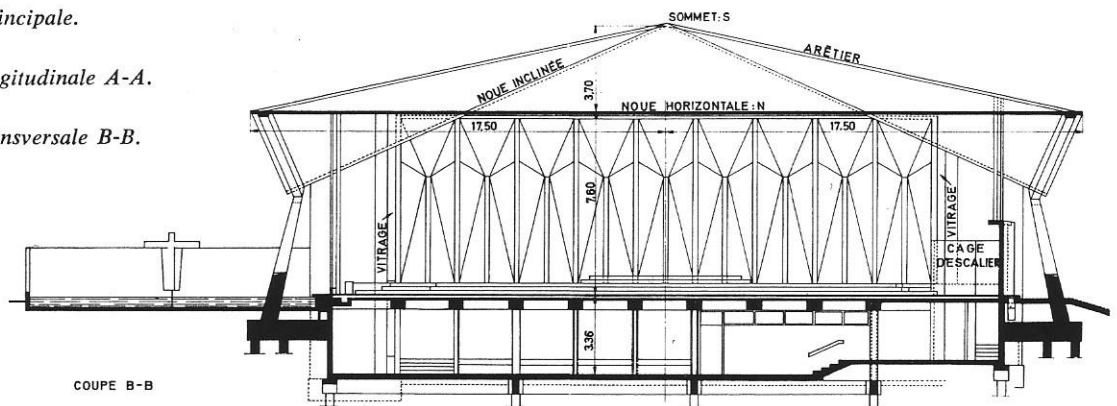 incipale.
gitudinale A-A.
nsversale B-B.
SOMMET:S
ARÊTIER
NOUE INCLINÉE
3,70
NOUE HORIZONTALE:N
17.50
17.50
7.60
VITRAGE
VITRAGE
CAGE
D'ESCALIER
3.36
COUPE B-B